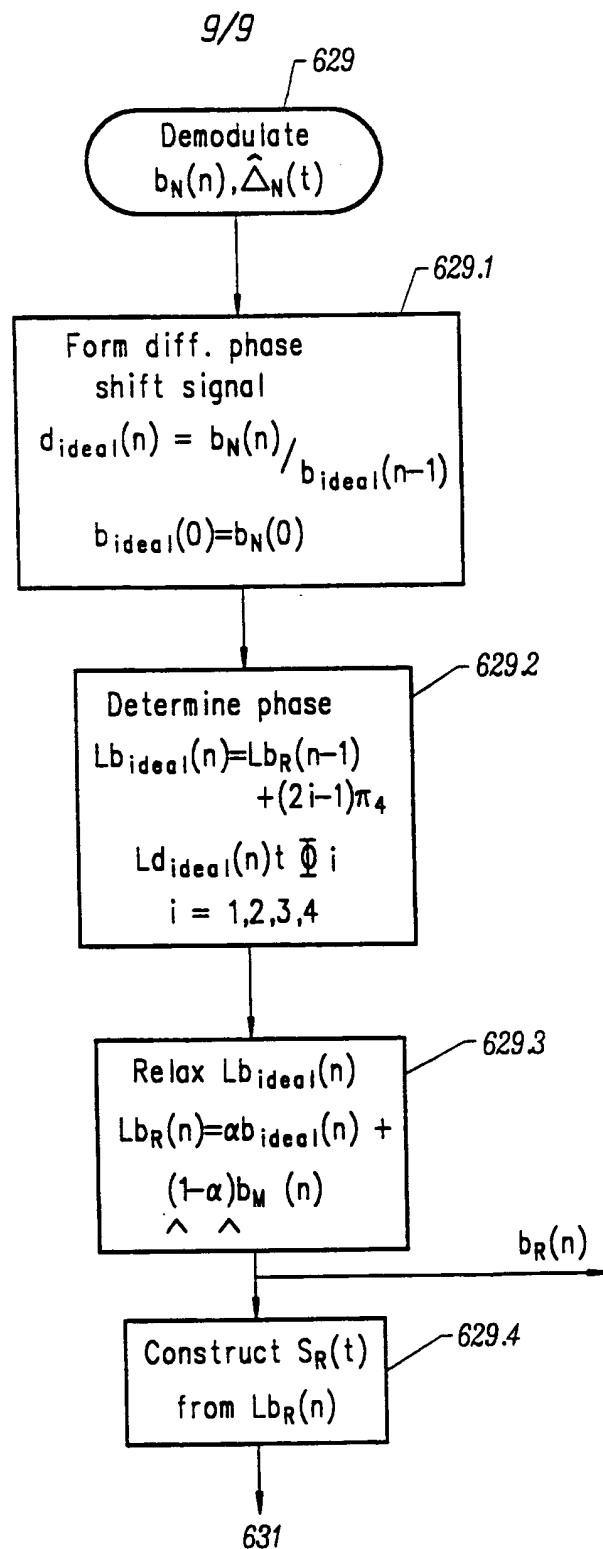 9/9
629
Demodulate
b_N(n), Δ̂_N(t)
629.1
Form diff. phase
shift signal
d_ideal(n) = b_N(n)/b_ideal(n-1)
b_ideal(0)=b_N(0)
629.2
Determine phase
Lb_ideal(n)=Lb_R(n-1)
+(2i-1)π_4
Ld_ideal(n)t Φ i
i = 1,2,3,4
629.3
Relax Lb_ideal(n)
Lb_R(n)=αb_ideal(n) +
(1-α)b_M (n)
^ ^
b_R(n)
629.4
Construct S_R(t)
from Lb_R(n)
631